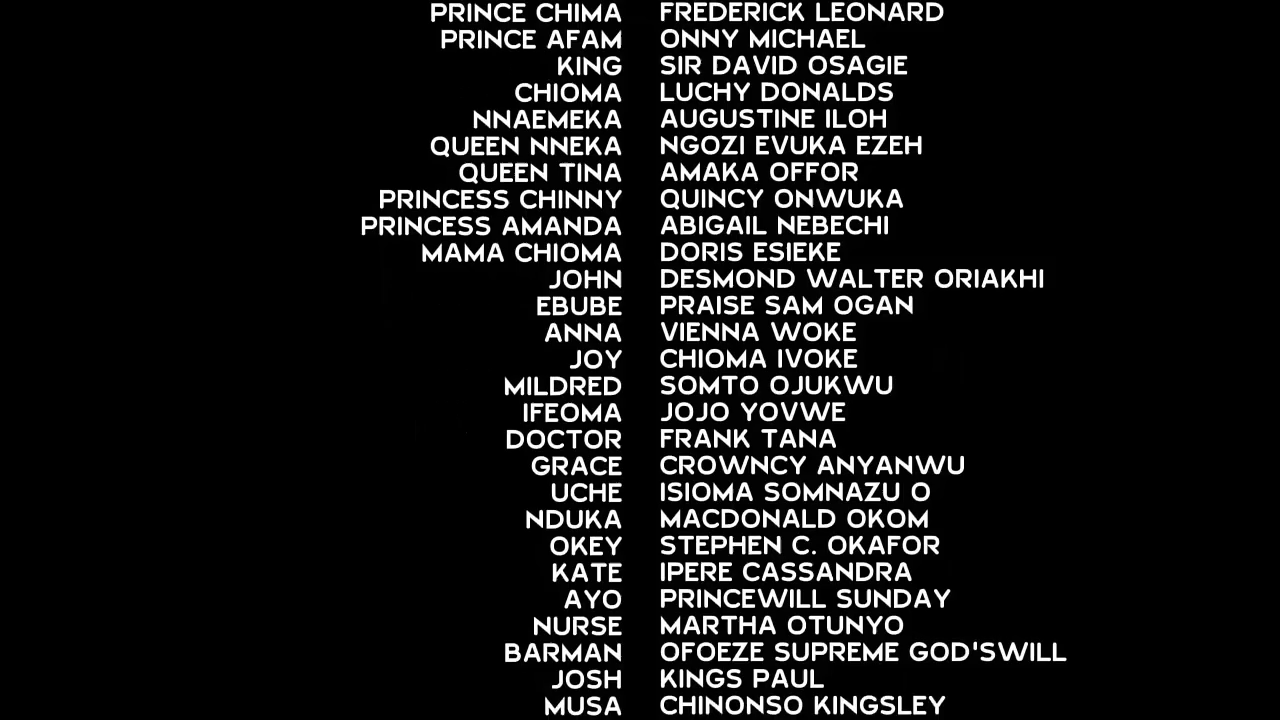 PRINCE CHIMA FREDERICK LEONARD
PRINCE AFAM ONNY MICHAEL
KING SIR DAVID OSAGIE
CHIOMA LUCHY DONALDS
NNAEMEKA AUGUSTINE ILOH
QUEEN NNEKA NGOZI EVUKA EZEH
QUEEN TINA AMAKA OFFOR
PRINCESS CHINNY QUINCY ONWUKA
PRINCESS AMANDA ABIGAIL NEBECHI
MAMA CHIOMA DORIS ESIEKE
JOHN DESMOND WALTER ORIAKHI
EBUBE PRAISE SAM OGAN
ANNA VIENNA WOKE
JOY CHIOMA IVOKE
MILDRED SOMTO OJUKWU
IFEOMA JOJO YOVWE
DOCTOR FRANK TANA
GRACE CROWNCY ANYANWU
UCHE ISIOMA SOMNAZU O
NDUKA MACDONALD OKOM
OKEY STEPHEN C. OKAFOR
KATE IPERE CASSANDRA
AYO PRINCEWILL SUNDAY
NURSE MARTHA OTUNYO
BARMAN OFOEZE SUPREME GOD'SWILL
JOSH KINGS PAUL
MUSA CHINONSO KINGSLEY